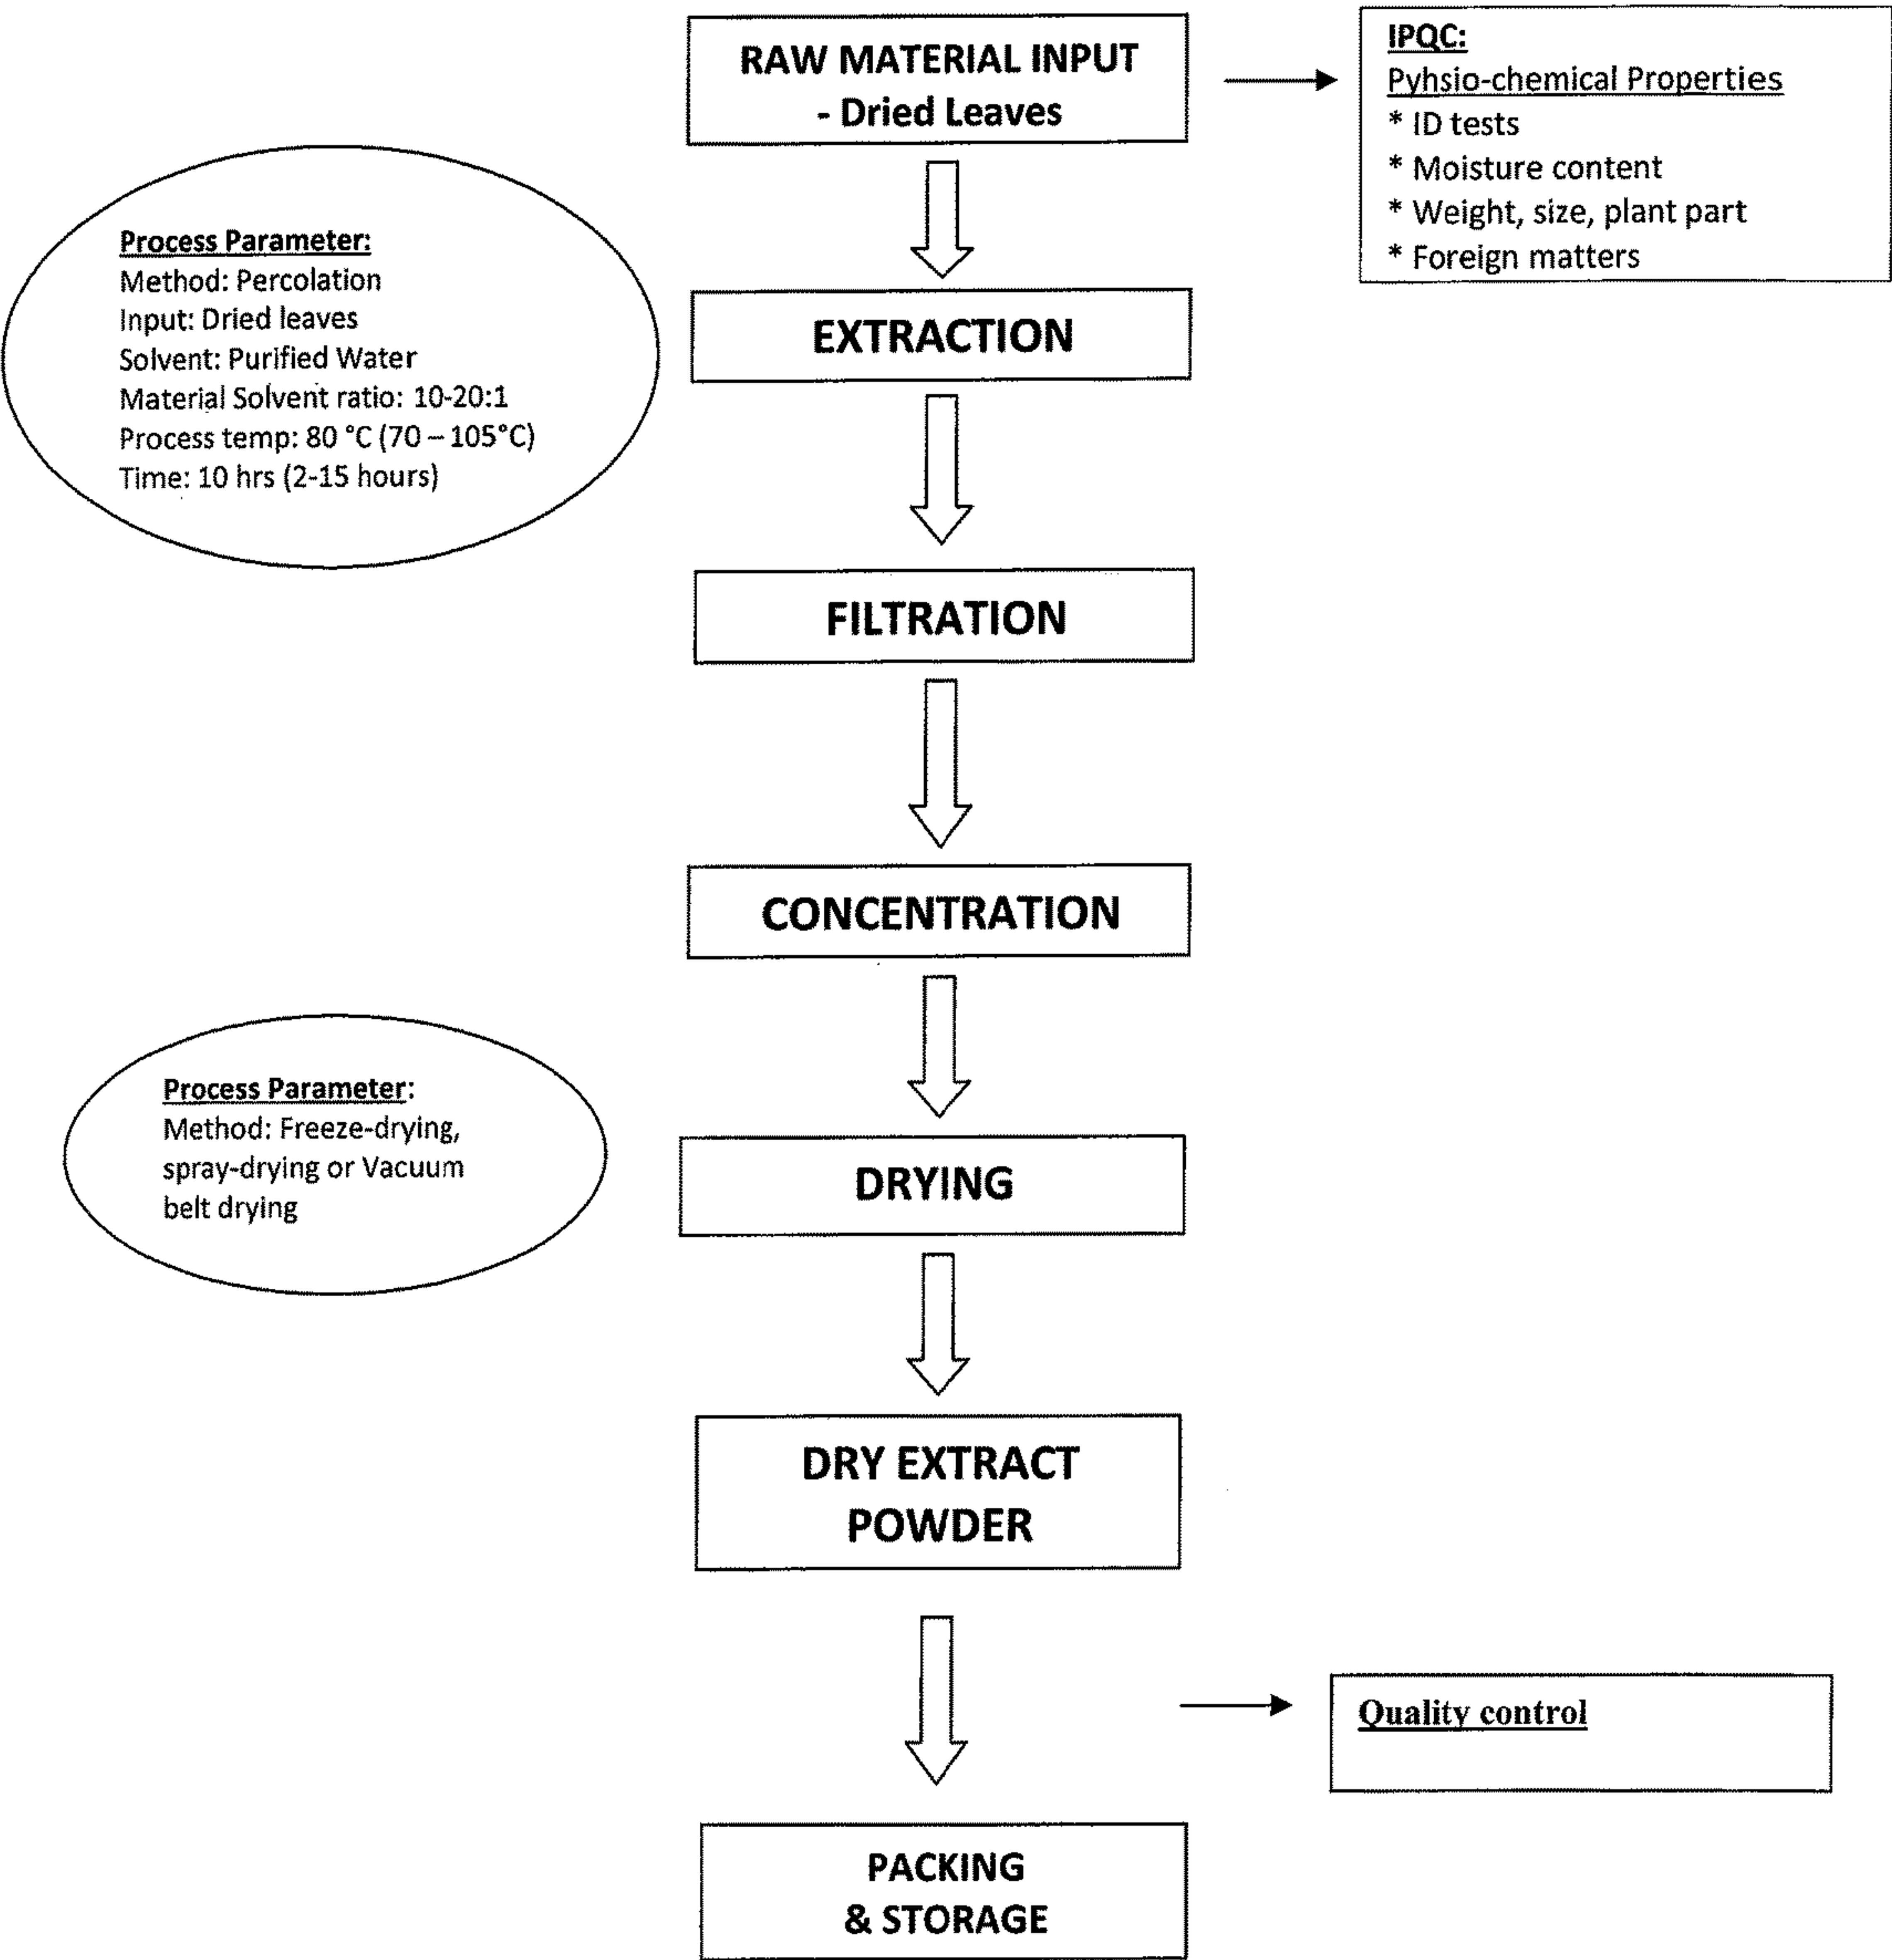 RAW MATERIAL INPUT
- Dried Leaves
IPQC:
Pyhsio-chemical Properties
* ID tests
* Moisture content
* Weight, size, plant part
* Foreign matters
Process Parameter:
Method: Percolation
Input: Dried leaves
Solvent: Purified Water
Material Solvent ratio: 10-20:1
Process temp: 80 °C (70 – 105°C)
Time: 10 hrs (2-15 hours)
EXTRACTION
FILTRATION
CONCENTRATION
Process Parameter:
Method: Freeze-drying,
spray-drying or Vacuum
belt drying
DRYING
DRY EXTRACT
POWDER
Quality control
PACKING
& STORAGE